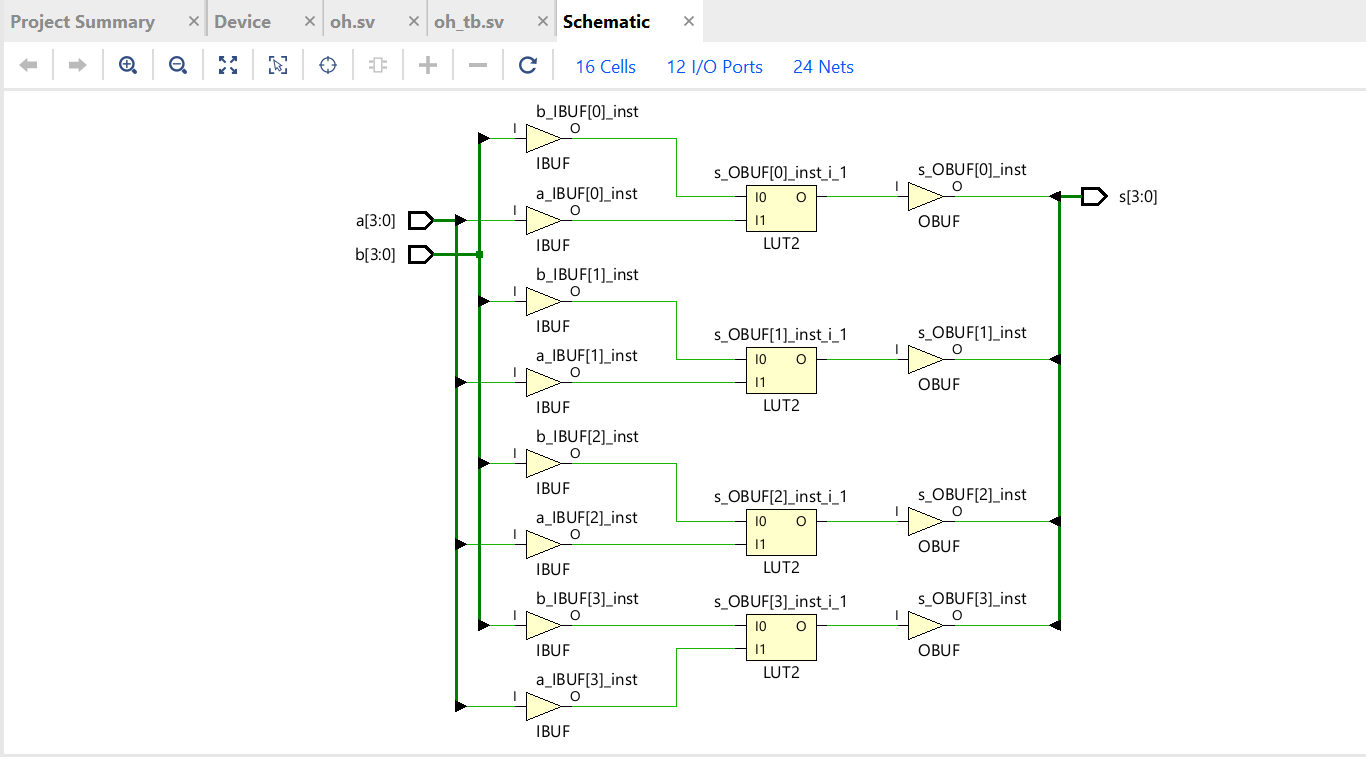 Project Summary × Device × oh.sv × oh_tb.sv × Schematic ×
16 Cells 12 I/O Ports 24 Nets
b_IBUF[0]_inst
I O
IBUF
a_IBUF[0]_inst
I O
IBUF
a[3:0]
b[3:0]
b_IBUF[1]_inst
I O
IBUF
a_IBUF[1]_inst
I O
IBUF
b_IBUF[2]_inst
I O
IBUF
a_IBUF[2]_inst
I O
IBUF
b_IBUF[3]_inst
I O
IBUF
a_IBUF[3]_inst
I O
IBUF
s_OBUF[0]_inst_i_1
I0 O
I1
LUT2
s_OBUF[1]_inst_i_1
I0 O
I1
LUT2
s_OBUF[2]_inst_i_1
I0 O
I1
LUT2
s_OBUF[3]_inst_i_1
I0 O
I1
LUT2
s_OBUF[0]_inst
I O
OBUF
s_OBUF[1]_inst
I O
OBUF
s_OBUF[2]_inst
I O
OBUF
s_OBUF[3]_inst
I O
OBUF
s[3:0]